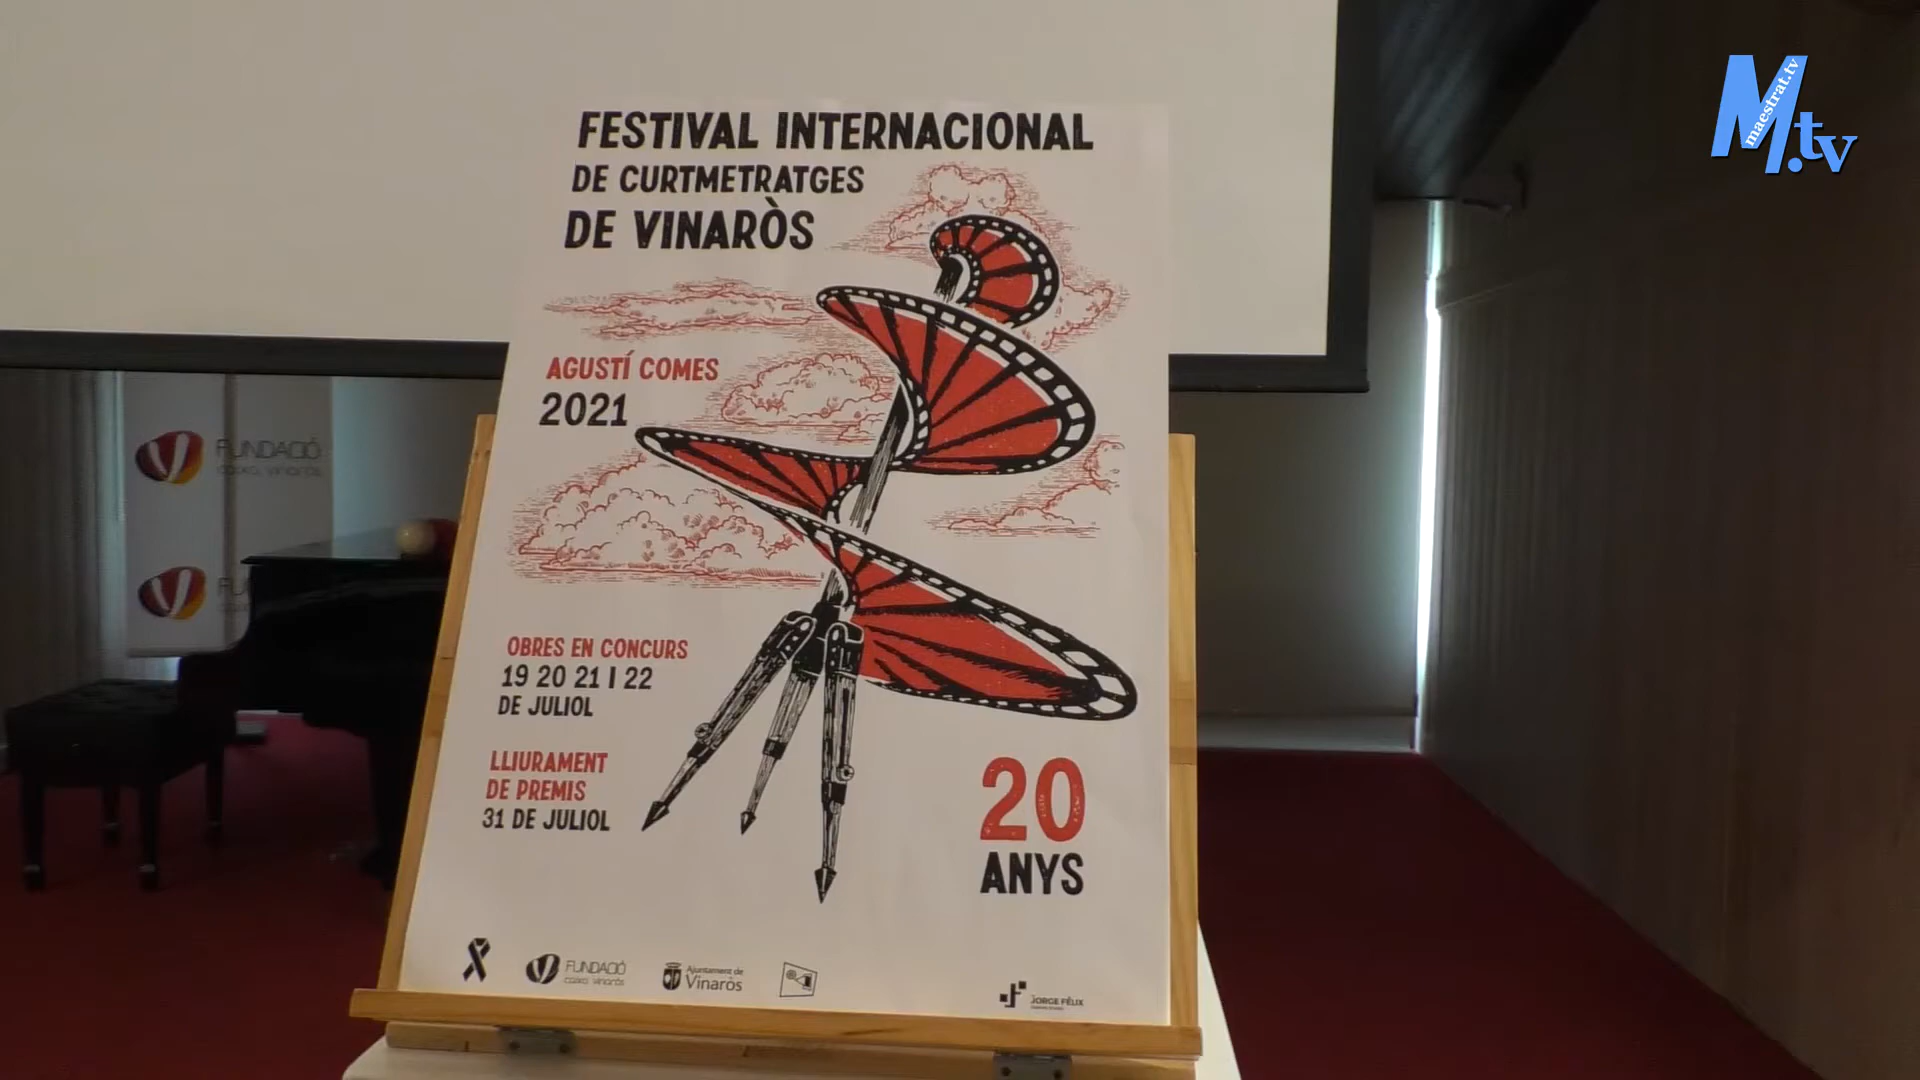 FESTIVAL INTERNACIONAL
DE CURTMETRATGES
DE VINARÒS
AGUSTÍ COMES
2021
OBRES EN CONCURS
19 20 21 I 22
DE JULIOL
LLIURAMENT
DE PREMIS
31 DE JULIOL
20
ANYS
FUNDACIÓ
caixa vinaròs
Ajuntament de
Vinaròs
JORGE FÉLIX
FUNDACIÓ
caixa vinaròs
M.tv
maestrat.tv